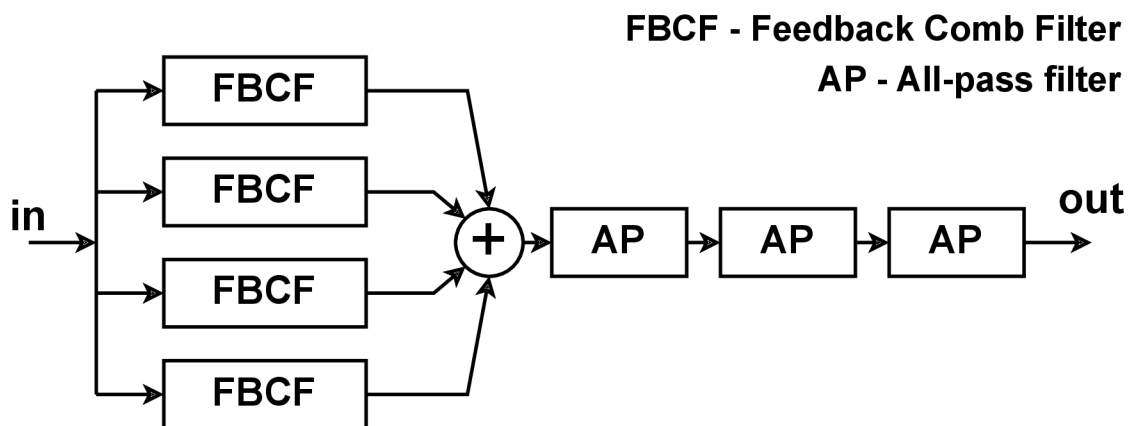 FBCF - Feedback Comb Filter
AP - All-pass filter
FBCF
FBCF
in
out
+
AP
AP
AP
FBCF
FBCF